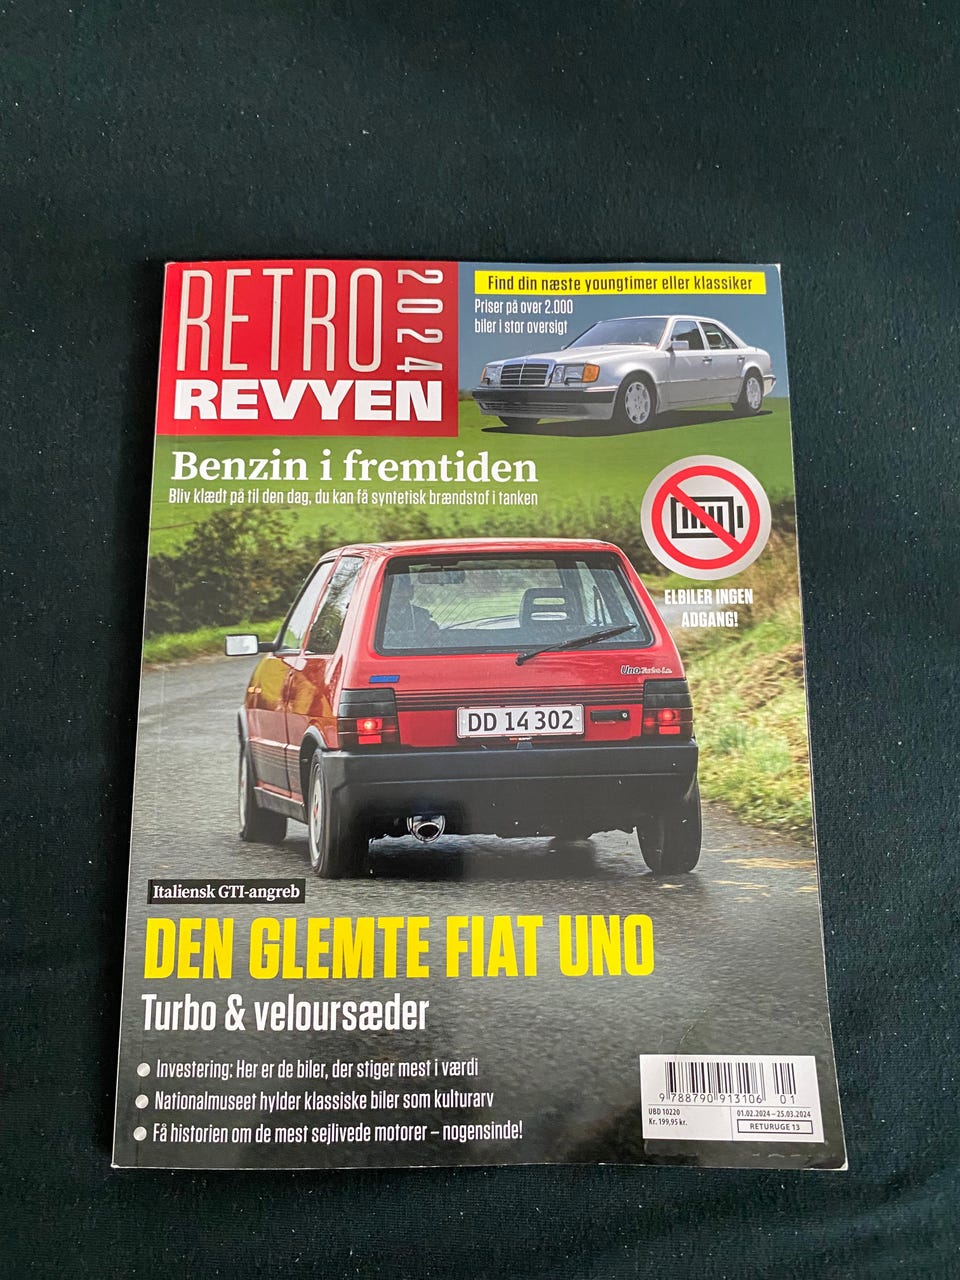 RETRO
2024
REVYEN
Find din næste youngtimer eller klassiker
Priser på over 2.000
biler i stor oversigt
Benzin i fremtiden
Bliv klædt på til den dag, du kan få syntetisk brændstof i tanken
ELBILER INGEN
ADGANG!
Uno Turbo i.e.
DD 14 302
Italiensk GTI-angreb
DEN GLEMTE FIAT UNO
Turbo & veloursæder
Investering: Her er de biler, der stiger mest i værdi
Nationalmuseet hylder klassiske biler som kulturarv
Få historien om de mest sejlivede motorer – nogensinde!
9 788790 913106 01
UBD 10220
Kr. 199,95 kr.
01.02.2024 – 25.03.2024
RETURUGE 13